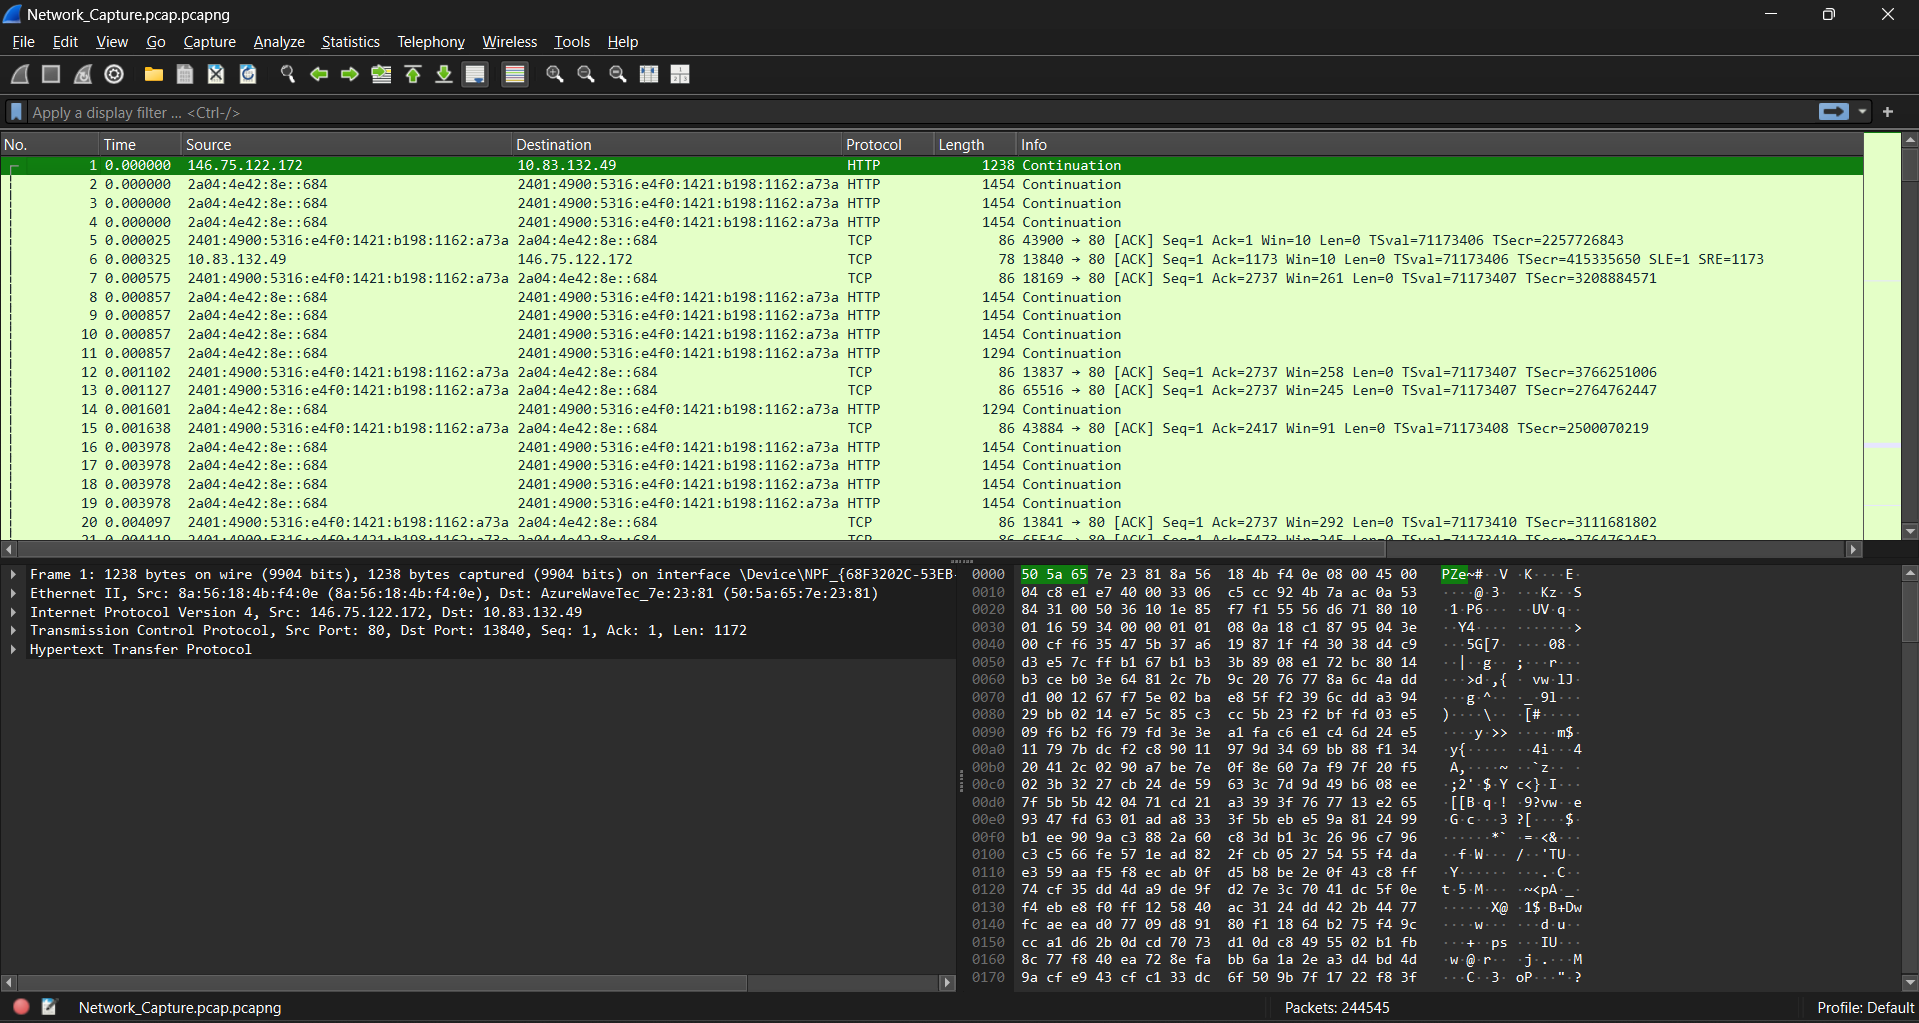 Network_Capture.pcap.pcapng
File Edit View Go Capture Analyze Statistics Telephony Wireless Tools Help
Apply a display filter ... <Ctrl-/>
No. Time Source Destination Protocol Length Info
1 0.000000 146.75.122.172 10.83.132.49 HTTP 1238 Continuation
2 0.000000 2a04:4e42:8e::684 2401:4900:5316:e4f0:1421:b198:1162:a73a HTTP 1454 Continuation
3 0.000000 2a04:4e42:8e::684 2401:4900:5316:e4f0:1421:b198:1162:a73a HTTP 1454 Continuation
4 0.000000 2a04:4e42:8e::684 2401:4900:5316:e4f0:1421:b198:1162:a73a HTTP 1454 Continuation
5 0.000025 2401:4900:5316:e4f0:1421:b198:1162:a73a 2a04:4e42:8e::684 TCP 86 43900 → 80 [ACK] Seq=1 Ack=1 Win=10 Len=0 TSval=71173406 TSecr=2257726843
6 0.000325 10.83.132.49 146.75.122.172 TCP 78 13840 → 80 [ACK] Seq=1 Ack=1173 Win=10 Len=0 TSval=71173406 TSecr=415335650 SLE=1 SRE=1173
7 0.000575 2401:4900:5316:e4f0:1421:b198:1162:a73a 2a04:4e42:8e::684 TCP 86 18169 → 80 [ACK] Seq=1 Ack=2737 Win=261 Len=0 TSval=71173407 TSecr=3208884571
8 0.000857 2a04:4e42:8e::684 2401:4900:5316:e4f0:1421:b198:1162:a73a HTTP 1454 Continuation
9 0.000857 2a04:4e42:8e::684 2401:4900:5316:e4f0:1421:b198:1162:a73a HTTP 1454 Continuation
10 0.000857 2a04:4e42:8e::684 2401:4900:5316:e4f0:1421:b198:1162:a73a HTTP 1454 Continuation
11 0.000857 2a04:4e42:8e::684 2401:4900:5316:e4f0:1421:b198:1162:a73a HTTP 1294 Continuation
12 0.001102 2401:4900:5316:e4f0:1421:b198:1162:a73a 2a04:4e42:8e::684 TCP 86 13837 → 80 [ACK] Seq=1 Ack=2737 Win=258 Len=0 TSval=71173407 TSecr=3766251006
13 0.001127 2401:4900:5316:e4f0:1421:b198:1162:a73a 2a04:4e42:8e::684 TCP 86 65516 → 80 [ACK] Seq=1 Ack=2737 Win=245 Len=0 TSval=71173407 TSecr=2764762447
14 0.001601 2a04:4e42:8e::684 2401:4900:5316:e4f0:1421:b198:1162:a73a HTTP 1294 Continuation
15 0.001638 2401:4900:5316:e4f0:1421:b198:1162:a73a 2a04:4e42:8e::684 TCP 86 43884 → 80 [ACK] Seq=1 Ack=2417 Win=91 Len=0 TSval=71173408 TSecr=2500070219
16 0.003978 2a04:4e42:8e::684 2401:4900:5316:e4f0:1421:b198:1162:a73a HTTP 1454 Continuation
17 0.003978 2a04:4e42:8e::684 2401:4900:5316:e4f0:1421:b198:1162:a73a HTTP 1454 Continuation
18 0.003978 2a04:4e42:8e::684 2401:4900:5316:e4f0:1421:b198:1162:a73a HTTP 1454 Continuation
19 0.003978 2a04:4e42:8e::684 2401:4900:5316:e4f0:1421:b198:1162:a73a HTTP 1454 Continuation
20 0.004097 2401:4900:5316:e4f0:1421:b198:1162:a73a 2a04:4e42:8e::684 TCP 86 13841 → 80 [ACK] Seq=1 Ack=2737 Win=292 Len=0 TSval=71173410 TSecr=3111681802
Frame 1: 1238 bytes on wire (9904 bits), 1238 bytes captured (9904 bits) on interface \Device\NPF_{68F3202C-53EB-
Ethernet II, Src: 8a:56:18:4b:f4:0e (8a:56:18:4b:f4:0e), Dst: AzureWaveTec_7e:23:81 (50:5a:65:7e:23:81)
Internet Protocol Version 4, Src: 146.75.122.172, Dst: 10.83.132.49
Transmission Control Protocol, Src Port: 80, Dst Port: 13840, Seq: 1, Ack: 1, Len: 1172
Hypertext Transfer Protocol
0000 50 5a 65 7e 23 81 8a 56 18 4b f4 0e 08 00 45 00 PZe~#··V ·K····E·
0010 04 c8 e1 e7 40 00 33 06 c5 cc 92 4b 7a ac 0a 53 ····@·3· ···Kz··S
0020 84 31 00 50 36 10 1e 85 f7 f1 55 56 d6 71 80 10 ·1·P6··· ··UV·q··
0030 01 16 59 34 00 00 01 01 08 0a 18 c1 87 95 04 3e ··Y4···· ·······>
0040 00 cf f6 35 47 5b 37 a6 19 87 1f f4 30 38 d4 c9 ···5G[7· ····08··
0050 d3 e5 7c ff b1 67 b1 b3 3b 89 08 e1 72 bc 80 14 ··|··g·· ;···r···
0060 b3 ce b0 3e 64 81 2c 7b 9c 20 76 77 8a 6c 4a dd ···>d·,{ · vw·lJ·
0070 d1 00 12 67 f7 5e 02 ba e8 5f f2 39 6c dd a3 94 ···g·^·· ·_·9l···
0080 29 bb 02 14 e7 5c 85 c3 cc 5b 23 f2 bf fd 03 e5 )····\·· ·[#·····
0090 09 f6 b2 f6 79 fd 3e 3e a1 fa c6 e1 c4 6d 24 e5 ····y·>> ·····m$·
00a0 11 79 7b dc f2 c8 90 11 97 9d 34 69 bb 88 f1 34 ·y{····· ··4i···4
00b0 20 41 2c 02 90 a7 be 7e 0f 8e 60 7a f9 7f 20 f5 A,····~ ··`z·· ·
00c0 02 3b 32 27 cb 24 de 59 63 3c 7d 9d 49 b6 08 ee ·;2'·$·Y c<}·I···
00d0 7f 5b 5b 42 04 71 cd 21 a3 39 3f 76 77 13 e2 65 ·[[B·q·! ·9?vw··e
00e0 93 47 fd 63 01 ad a8 33 3f 5b eb e5 9a 81 24 99 ·G·c···3 ?[····$·
00f0 b1 ee 90 9a c3 88 2a 60 c8 3d b1 3c 26 96 c7 96 ······*` ·=·<&···
0100 c3 c5 66 fe 57 1e ad 82 2f cb 05 27 54 55 f4 da ··f·W··· /··'TU··
0110 e3 59 aa f5 f8 ec ab 0f d5 b8 be 2e 0f 43 c8 ff ·Y······ ···.·C··
0120 74 cf 35 dd 4d a9 de 9f d2 7e 3c 70 41 dc 5f 0e t·5·M··· ·~<pA·_·
0130 f4 eb e8 f0 ff 12 58 40 ac 31 24 dd 42 2b 44 77 ······X@ ·1$·B+Dw
0140 fc ae ea d0 77 09 d8 91 80 f1 18 64 b2 75 f4 9c ····w··· ···d·u··
0150 cc a1 d6 2b 0d cd 70 73 d1 0d c8 49 55 02 b1 fb ···+··ps ···IU···
0160 8c 77 f8 40 ea 72 8e fa bb 6a 1a 2e a3 d4 bd 4d ·w·@·r·· ·j·.···M
0170 9a cf e9 43 cf c1 33 dc 6f 50 9b 7f 17 22 f8 3f ···C··3· oP···"·?
Network_Capture.pcap.pcapng
Packets: 244545
Profile: Default